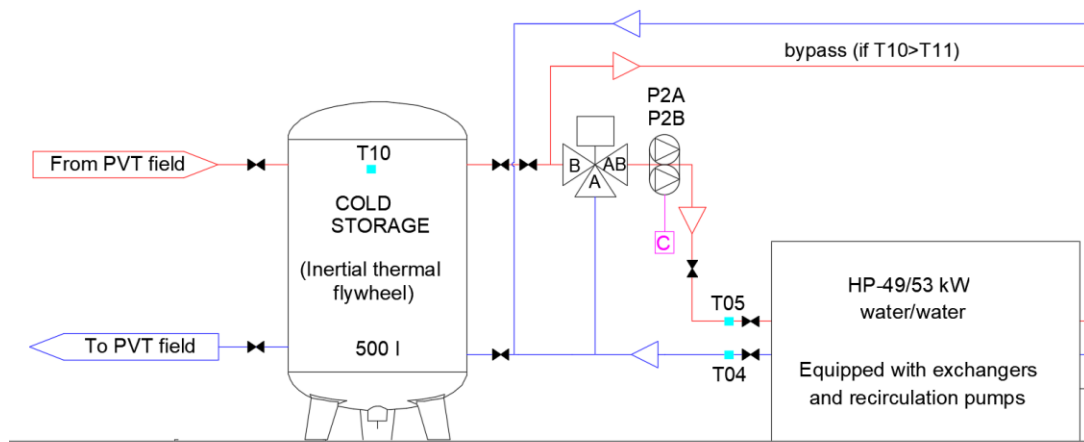 bypass (if T10>T11)
P2A
P2B
From PVT field
T10
B
AB
A
COLD
STORAGE
C
(Inertial thermal
flywheel)
HP-49/53 kW
water/water
T05
To PVT field
500 l
T04
Equipped with exchangers
and recirculation pumps